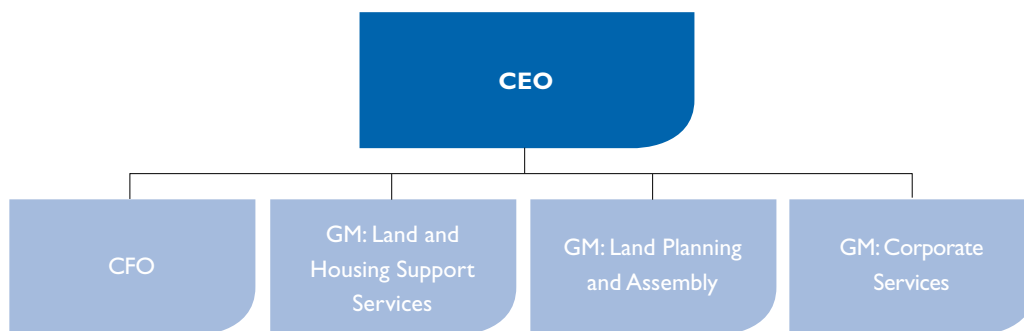 CEO
CFO
GM: Land and
Housing Support
Services
GM: Land Planning
and Assembly
GM: Corporate
Services